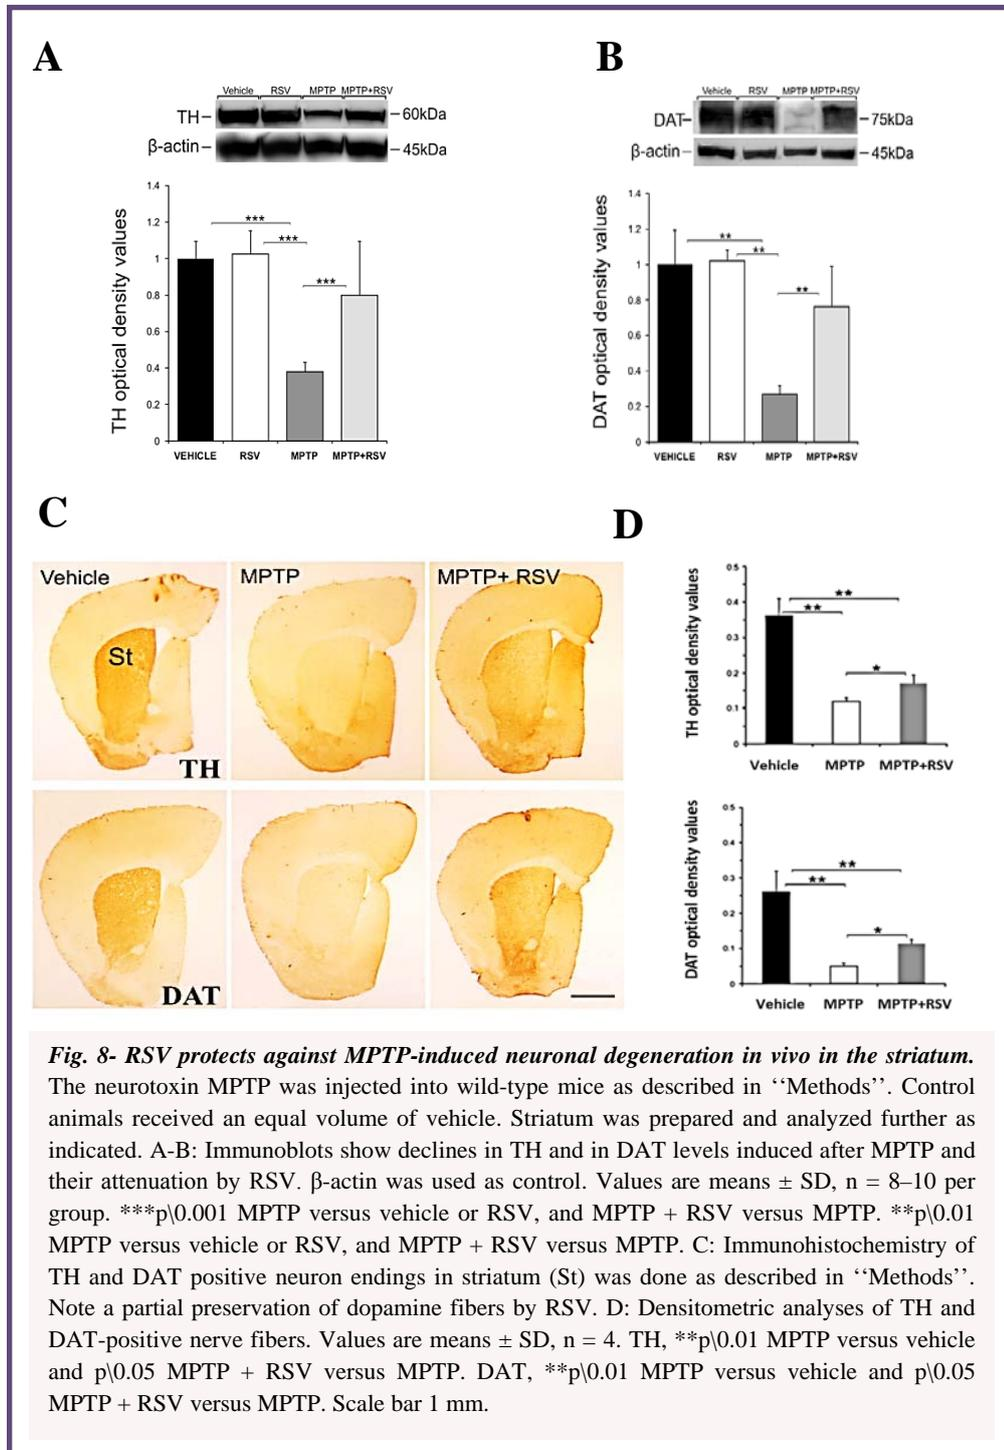 A
Vehicle RSV MPTP MPTP+RSV
TH
60kDa
β-actin
45kDa
TH optical density values
1.4
1.2
1
0.8
0.6
0.4
0.2
0
***
***
***
VEHICLE RSV MPTP MPTP+RSV
B
Vehicle RSV MPTP MPTP+RSV
DAT
75kDa
β-actin
45kDa
DAT optical density values
1.4
1.2
1
0.8
0.6
0.4
0.2
0
**
**
**
VEHICLE RSV MPTP MPTP+RSV
C
Vehicle MPTP MPTP+ RSV
St
TH
DAT
D
TH optical density values
0.5
0.4
0.3
0.2
0.1
0
**
**
*
Vehicle MPTP MPTP+RSV
DAT optical density values
0.5
0.4
0.3
0.2
0.1
0
**
**
*
Vehicle MPTP MPTP+RSV
Fig. 8- RSV protects against MPTP-induced neuronal degeneration in vivo in the striatum.
The neurotoxin MPTP was injected into wild-type mice as described in ‘‘Methods’’. Control
animals received an equal volume of vehicle. Striatum was prepared and analyzed further as
indicated. A-B: Immunoblots show declines in TH and in DAT levels induced after MPTP and
their attenuation by RSV. β-actin was used as control. Values are means ± SD, n = 8–10 per
group. ***p\0.001 MPTP versus vehicle or RSV, and MPTP + RSV versus MPTP. **p\0.01
MPTP versus vehicle or RSV, and MPTP + RSV versus MPTP. C: Immunohistochemistry of
TH and DAT positive neuron endings in striatum (St) was done as described in ‘‘Methods’’.
Note a partial preservation of dopamine fibers by RSV. D: Densitometric analyses of TH and
DAT-positive nerve fibers. Values are means ± SD, n = 4. TH, **p\0.01 MPTP versus vehicle
and p\0.05 MPTP + RSV versus MPTP. DAT, **p\0.01 MPTP versus vehicle and p\0.05
MPTP + RSV versus MPTP. Scale bar 1 mm.